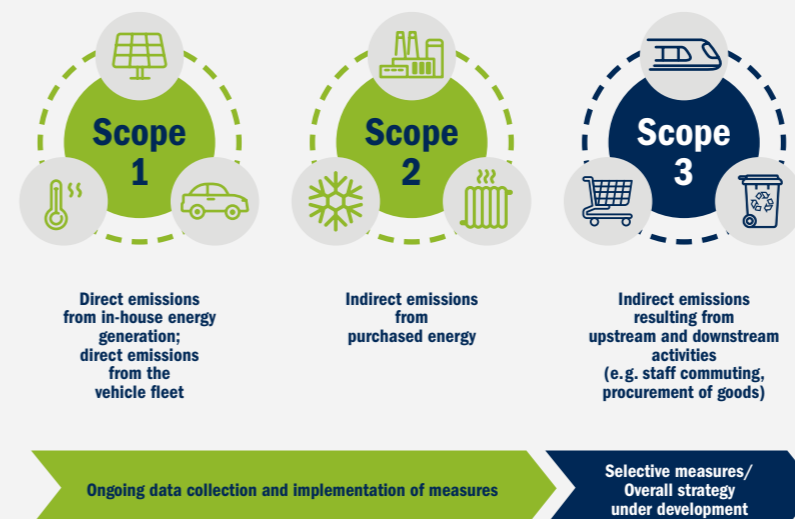 Scope
1
Scope
2
Scope
3
Direct emissions
from in-house energy
generation;
direct emissions
from the
vehicle fleet
Indirect emissions
from
purchased energy
Indirect emissions
resulting from
upstream and downstream
activities
(e.g. staff commuting,
procurement of goods)
Ongoing data collection and implementation of measures
Selective measures/
Overall strategy
under development